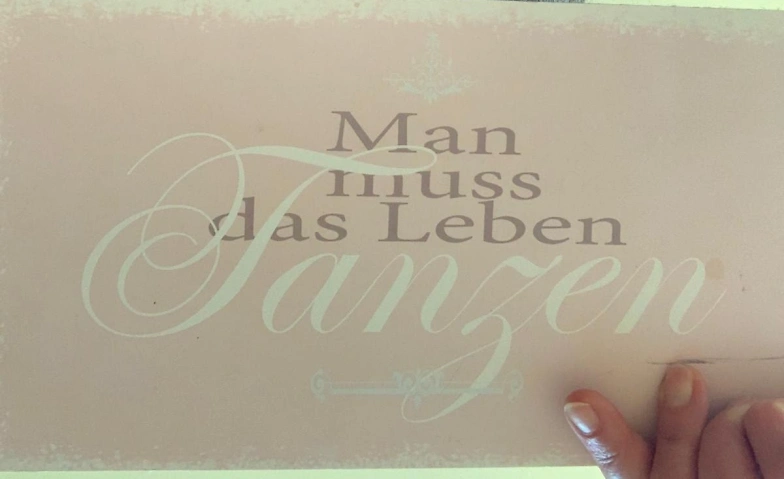 Man
muss
das Leben
Tanzen